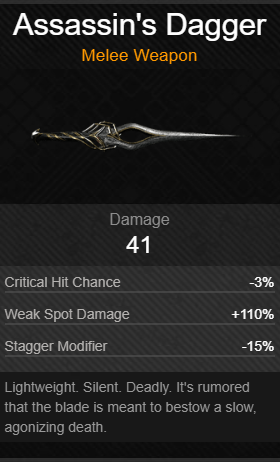 Assassin's Dagger
Melee Weapon
Damage
41
Critical Hit Chance -3%
Weak Spot Damage +110%
Stagger Modifier -15%
Lightweight. Silent. Deadly. It's rumored
that the blade is meant to bestow a slow,
agonizing death.